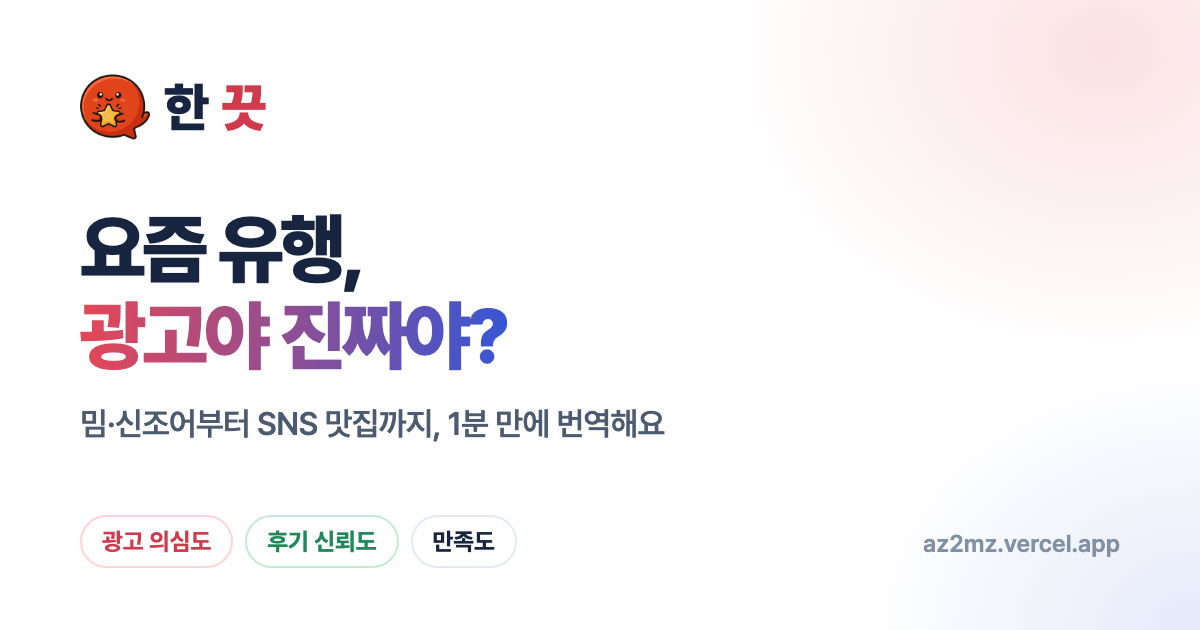 한 끗
요즘 유행,
광고야 진짜야?
밈·신조어부터 SNS 맛집까지, 1분 만에 번역해요
광고 의심도 후기 신뢰도 만족도
az2mz.vercel.app